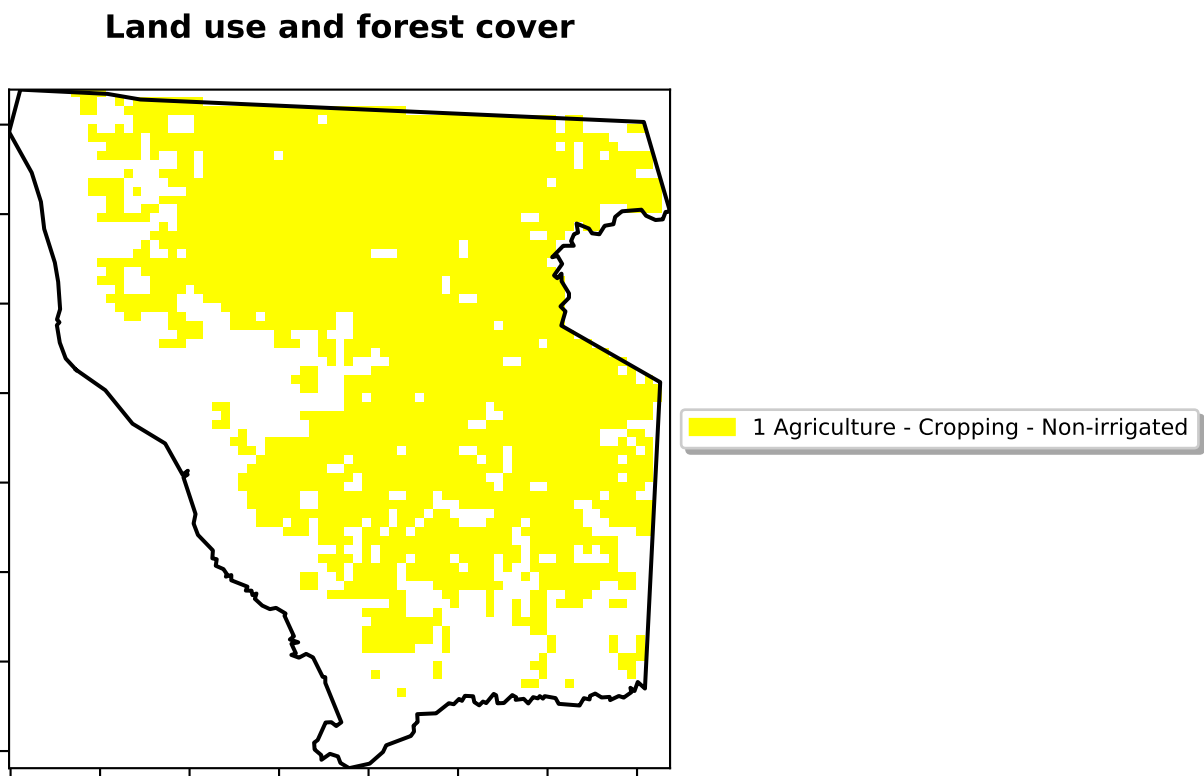 Land use and forest cover
1 Agriculture - Cropping - Non-irrigated